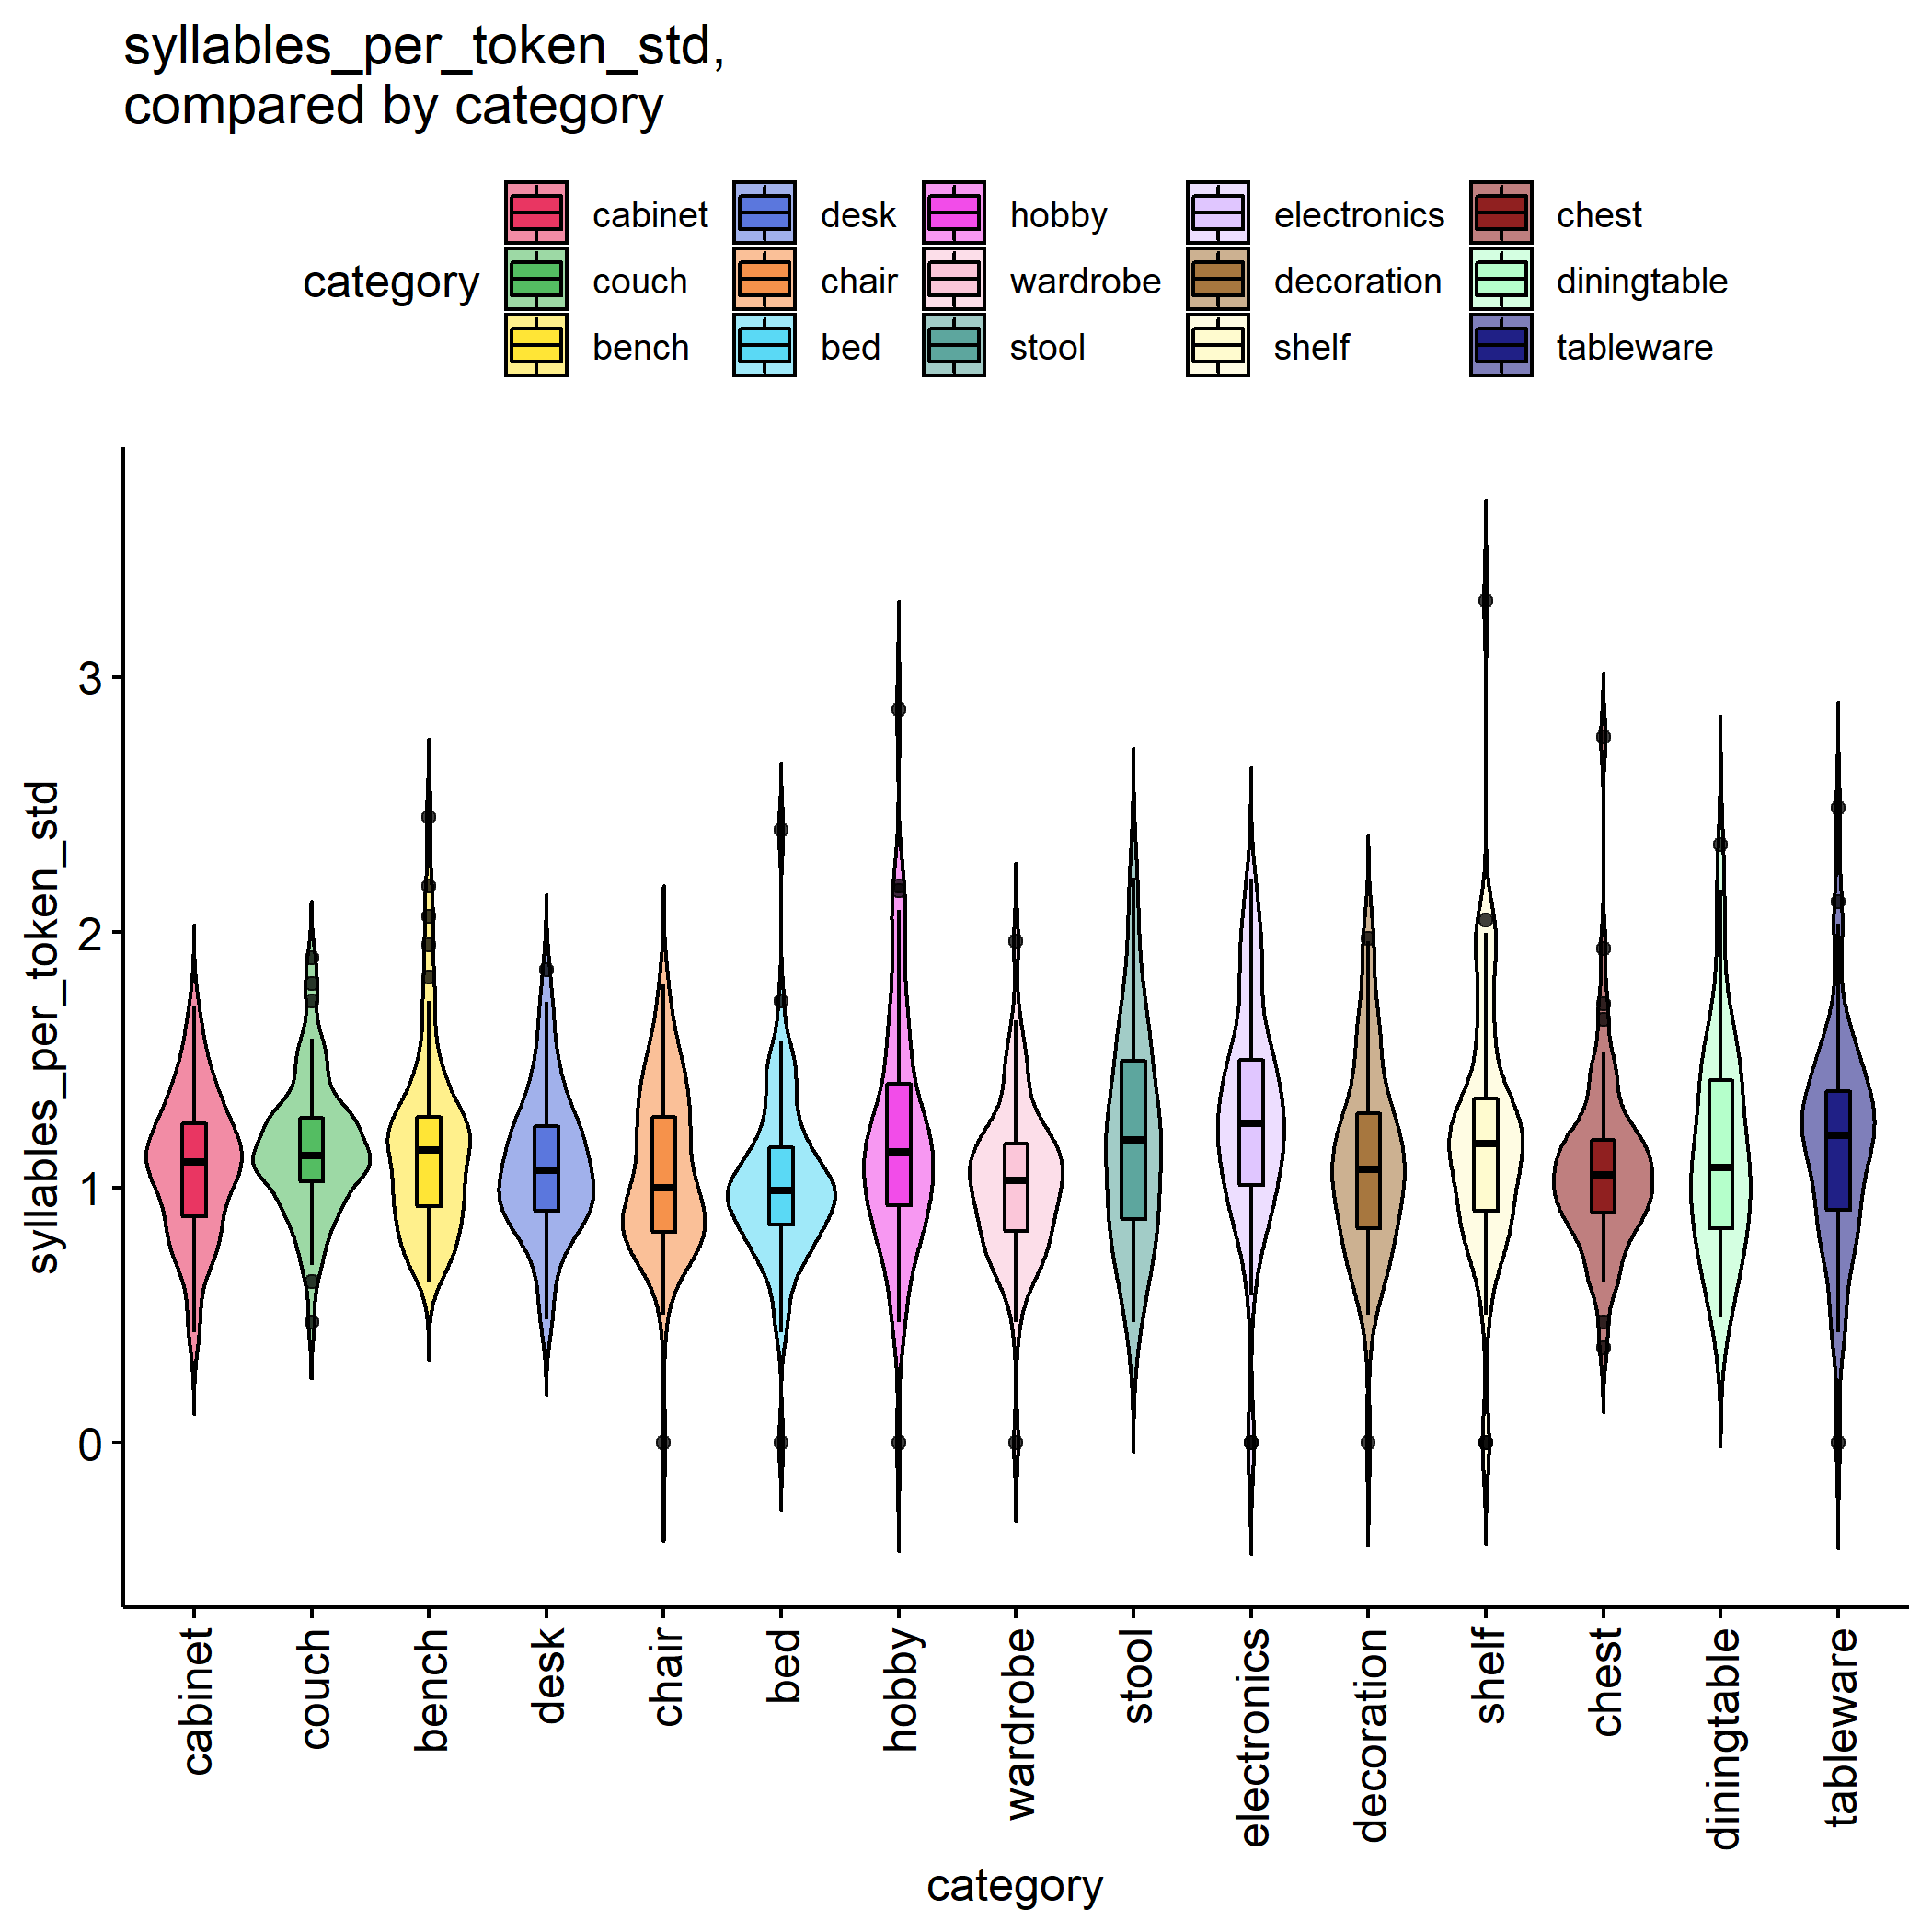 syllables_per_token_std,
compared by category
category
cabinet
desk
hobby
electronics
chest
couch
chair
wardrobe
decoration
diningtable
bench
bed
stool
shelf
tableware
syllables_per_token_std
3
2
1
0
cabinet
couch
bench
desk
chair
bed
hobby
wardrobe
stool
electronics
decoration
shelf
chest
diningtable
tableware
category